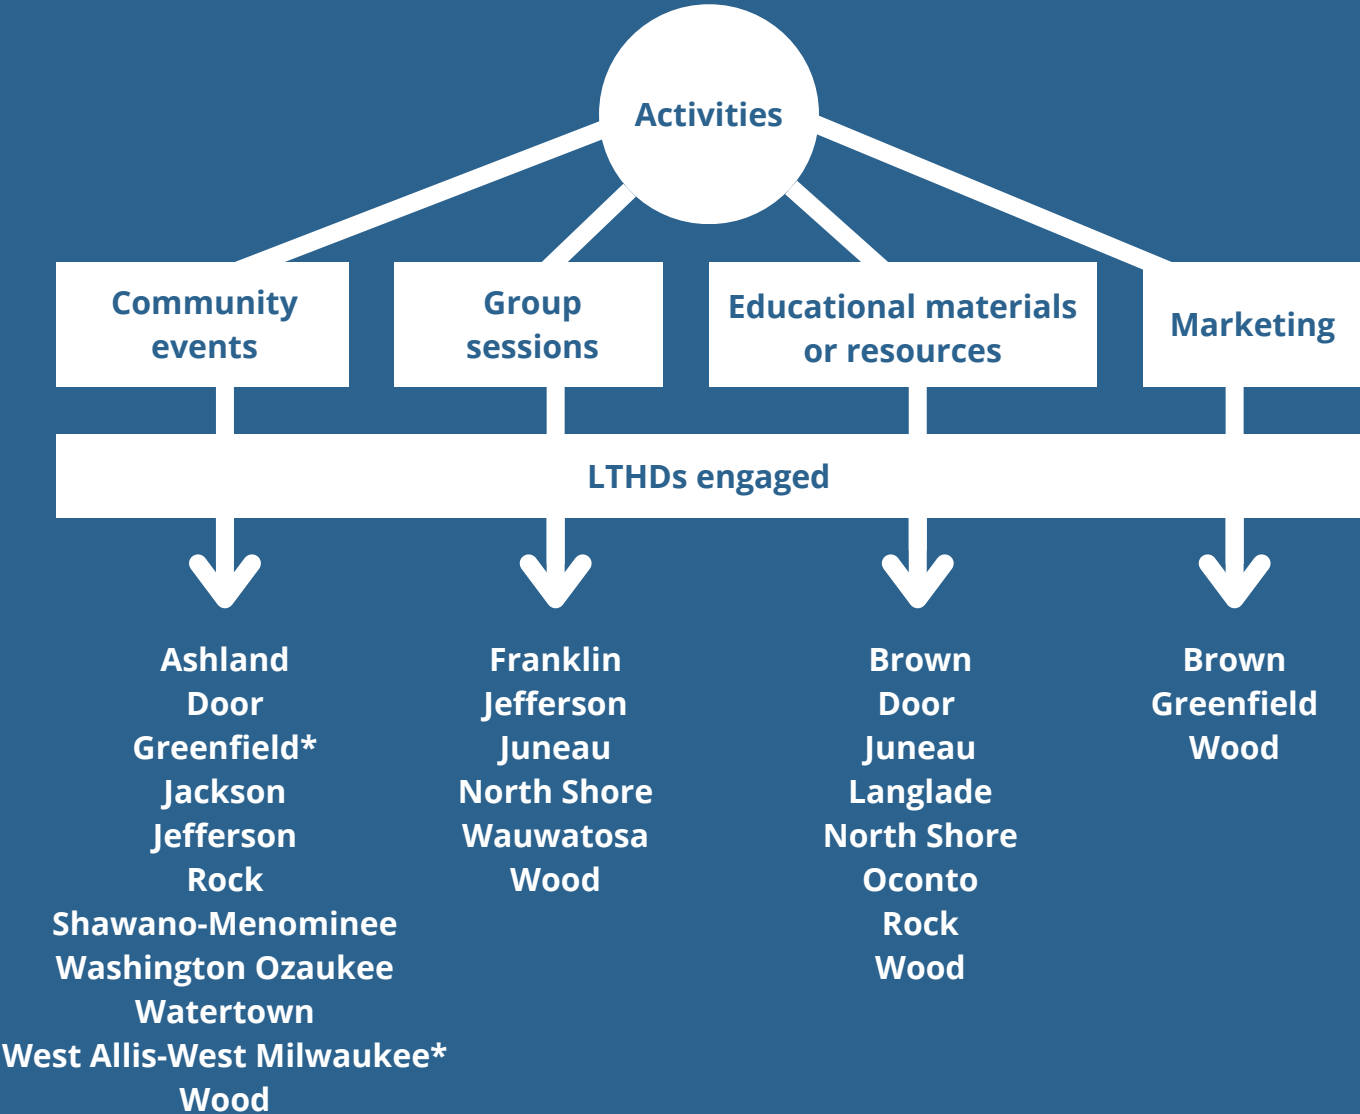 Activities
Community
events
Group
sessions
Educational materials
or resources
Marketing
LTHDs engaged
Ashland
Door
Greenfield*
Jackson
Jefferson
Rock
Shawano-Menominee
Washington Ozaukee
Watertown
West Allis-West Milwaukee*
Wood
Franklin
Jefferson
Juneau
North Shore
Wauwatosa
Wood
Brown
Door
Juneau
Langlade
North Shore
Oconto
Rock
Wood
Brown
Greenfield
Wood